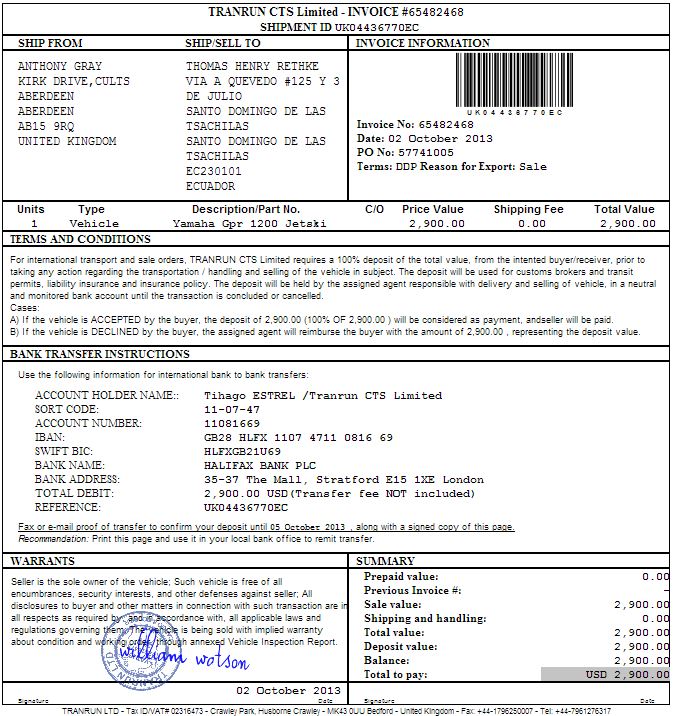 TRANRUN CTS Limited - INVOICE #65482468
SHIPMENT ID UK04436770EC
SHIP FROM
ANTHONY GRAY
KIRK DRIVE,CULTS
ABERDEEN
ABERDEEN
AB15 9RQ
UNITED KINGDOM
SHIP/SELL TO
THOMAS HENRY RETHKE
VIA A QUEVEDO #125 Y 3
DE JULIO
SANTO DOMINGO DE LAS
TSACHILAS
SANTO DOMINGO DE LAS
TSACHILAS
EC230101
ECUADOR
INVOICE INFORMATION
UK04436770EC
Invoice No: 65482468
Date: 02 October 2013
PO No: 57741005
Terms: DDP Reason for Export: Sale
Units Type Description/Part No. C/O Price Value Shipping Fee Total Value
1 Vehicle Yamaha Gpr 1200 Jetski 2,900.00 0.00 2,900.00
TERMS AND CONDITIONS
For international transport and sale orders, TRANRUN CTS Limited requires a 100% deposit of the total value, from the intented buyer/receiver, prior to
taking any action regarding the transportation / handling and selling of the vehicle in subject. The deposit will be used for customs brokers and transit
permits, liability insurance and insurance policy. The deposit will be held by the assigned agent responsible with delivery and selling of vehicle, in a neutral
and monitored bank account until the transaction is concluded or cancelled.
Cases:
A) If the vehicle is ACCEPTED by the buyer, the deposit of 2,900.00 (100% OF 2,900.00 ) will be considered as payment, andseller will be paid.
B) If the vehicle is DECLINED by the buyer, the assigned agent will reimburse the buyer with the amount of 2,900.00 , representing the deposit value.
BANK TRANSFER INSTRUCTIONS
Use the following information for international bank to bank transfers:
ACCOUNT HOLDER NAME:: Tihago ESTREL /Tranrun CTS Limited
SORT CODE: 11-07-47
ACCOUNT NUMBER: 11081669
IBAN: GB28 HLFX 1107 4711 0816 69
SWIFT BIC: HLFXGB21U69
BANK NAME: HALIFAX BANK PLC
BANK ADDRESS: 35-37 The Mall, Stratford E15 1XE London
TOTAL DEBIT: 2,900.00 USD(Transfer fee NOT included)
REFERENCE: UK04436770EC
Fax or e-mail proof of transfer to confirm your deposit until 05 October 2013 , along with a signed copy of this page.
Recommendation: Print this page and use it in your local bank office to remit transfer.
WARRANTS
Seller is the sole owner of the vehicle; Such vehicle is free of all
encumbrances, security interests, and other defenses against seller; All
disclosures to buyer and other matters in connection with such transaction are in
all respects as required by, and in accordance with, all applicable laws and
regulations governing them; The vehicle is being sold with implied warranty
about condition and working order, through annexed Vehicle Inspection Report.
william watson
02 October 2013
Signature Date
SUMMARY
Prepaid value: 0.00
Previous Invoice #: -
Sale value: 2,900.00
Shipping and handling: 0.00
Total value: 2,900.00
Deposit value: 2,900.00
Balance: 2,900.00
Total to pay: USD 2,900.00
Signature Date
TRANRUN LTD - Tax ID/VAT# 02316473 - Crawley Park, Husborne Crawley - MK43 0UU Bedford - United Kingdom - Fax: +44-1796250007 - Tel: +44-7961276317